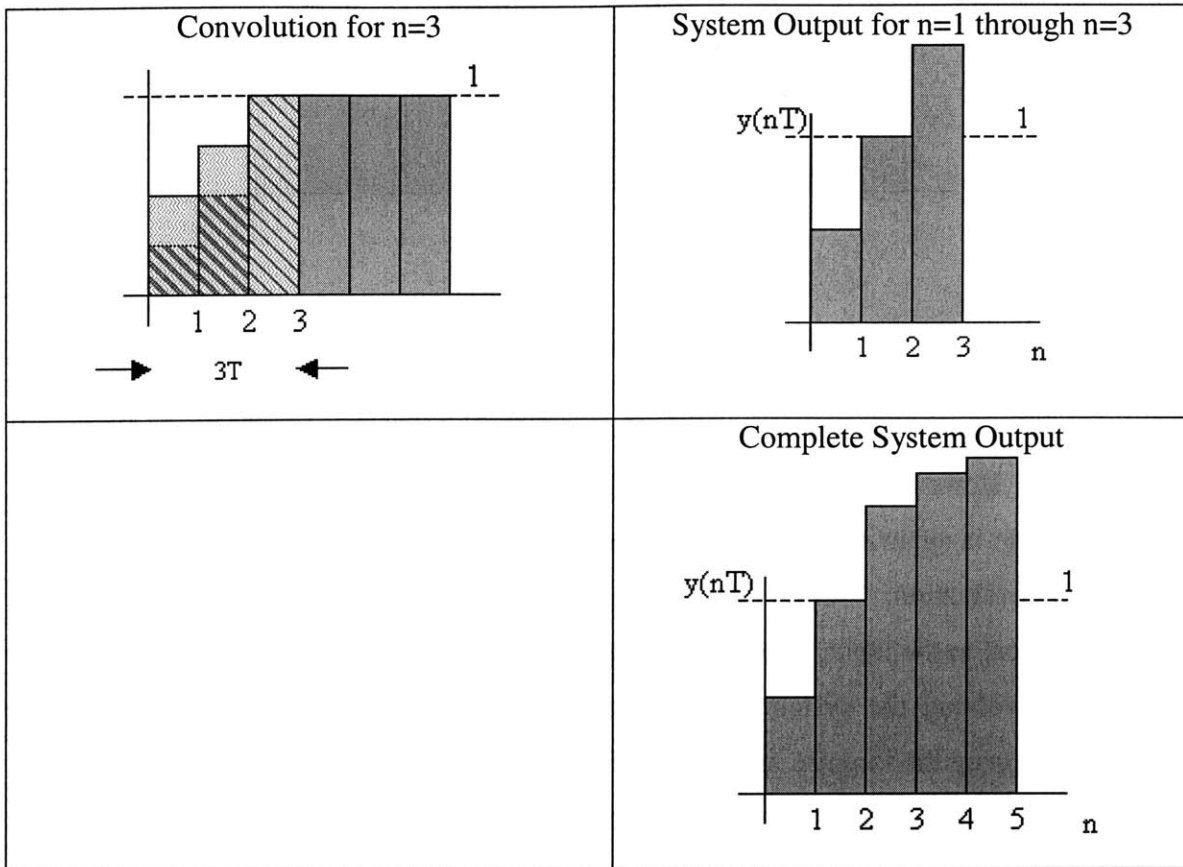 Convolution for n=3
1
1 2 3
3T
System Output for n=1 through n=3
y(nT) 1
1 2 3 n
Complete System Output
y(nT) 1
1 2 3 4 5 n